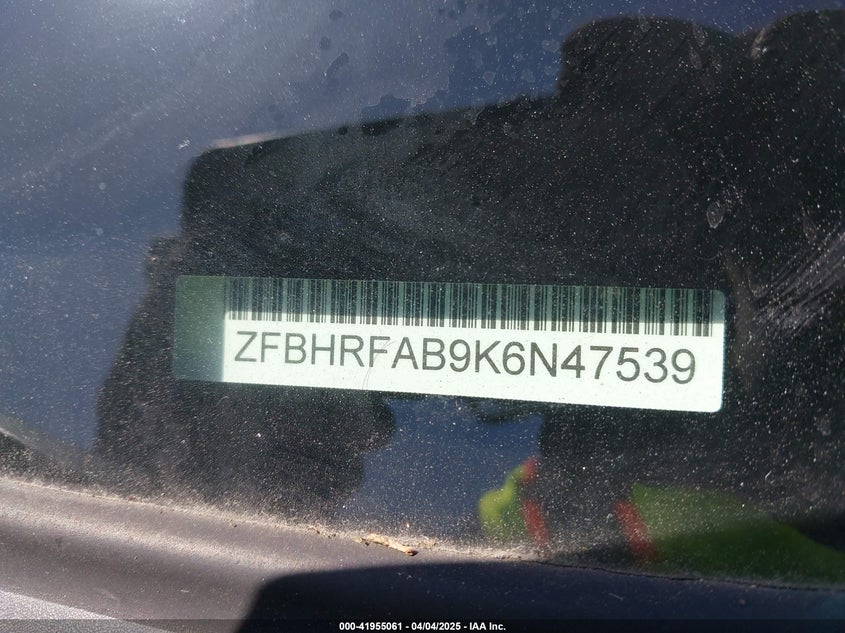 ZFBHRFAB9K6N47539
000-41955061 - 04/04/2025 - IAA Inc.